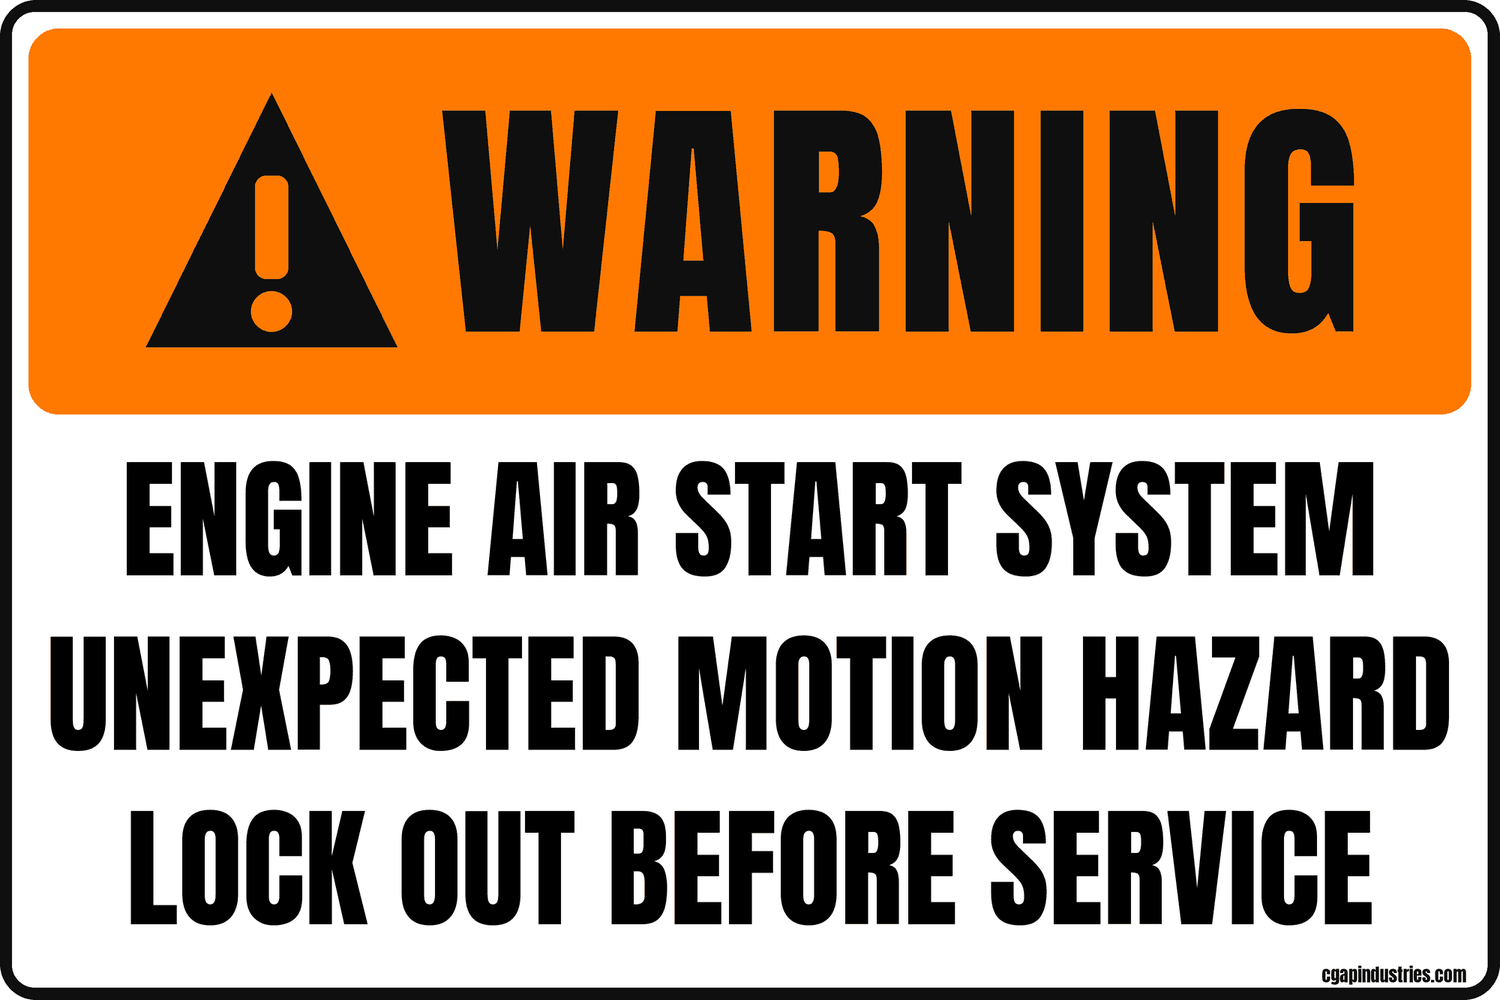 WARNING
ENGINE AIR START SYSTEM
UNEXPECTED MOTION HAZARD
LOCK OUT BEFORE SERVICE
cgapindustries.com